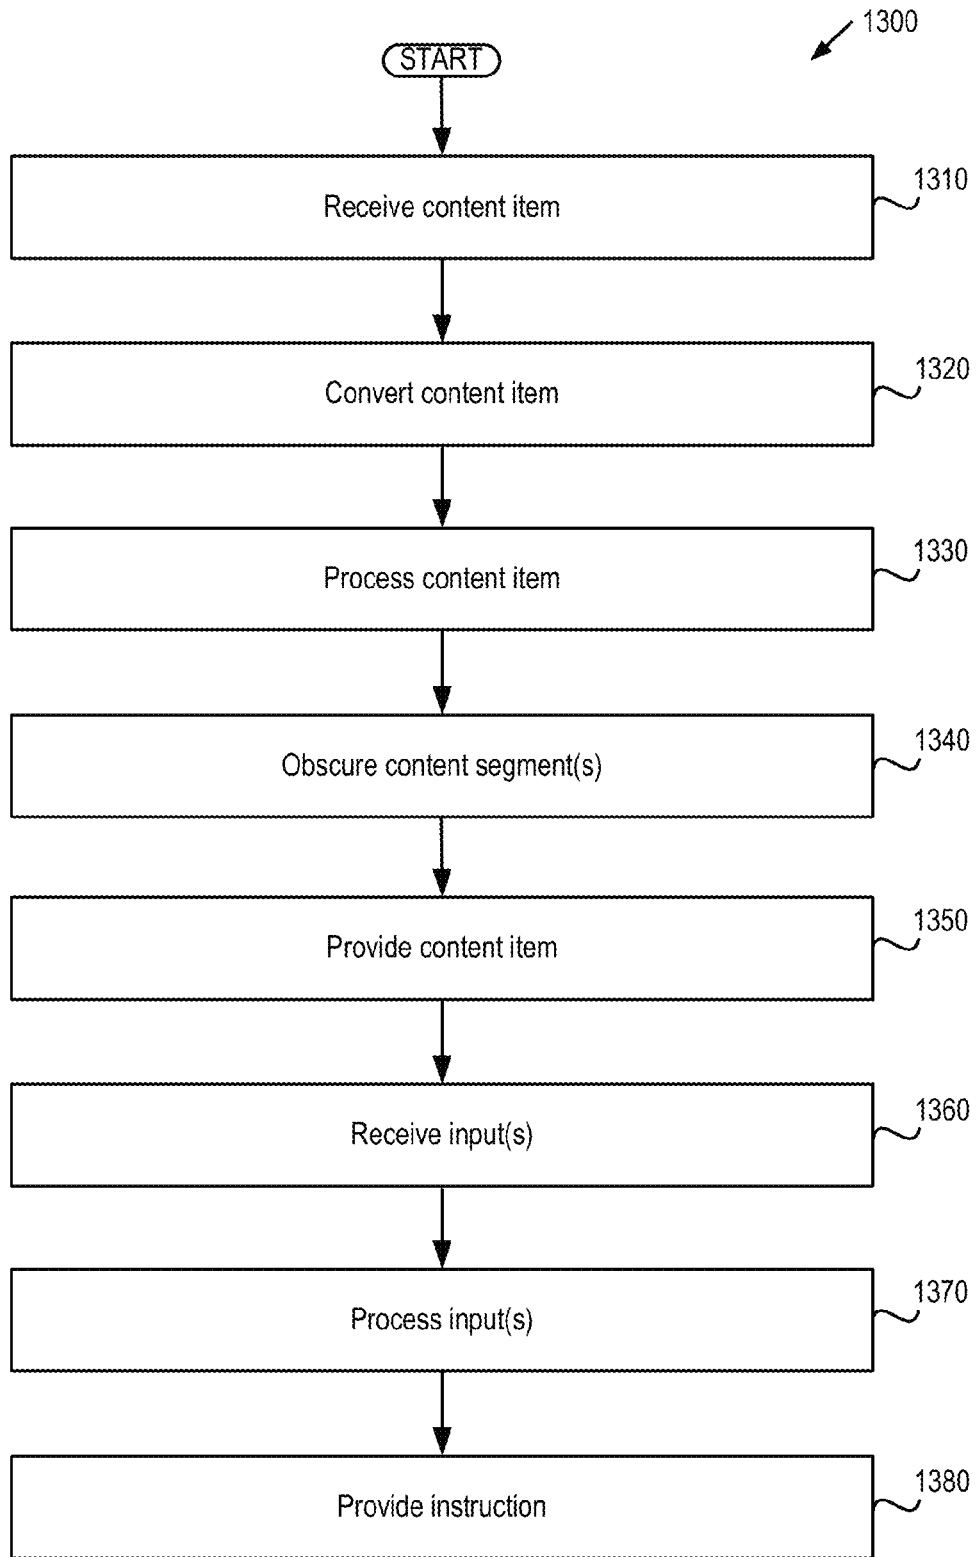 1300
START
Receive content item
1310
Convert content item
1320
Process content item
1330
Obscure content segment(s)
1340
Provide content item
1350
Receive input(s)
1360
Process input(s)
1370
Provide instruction
1380